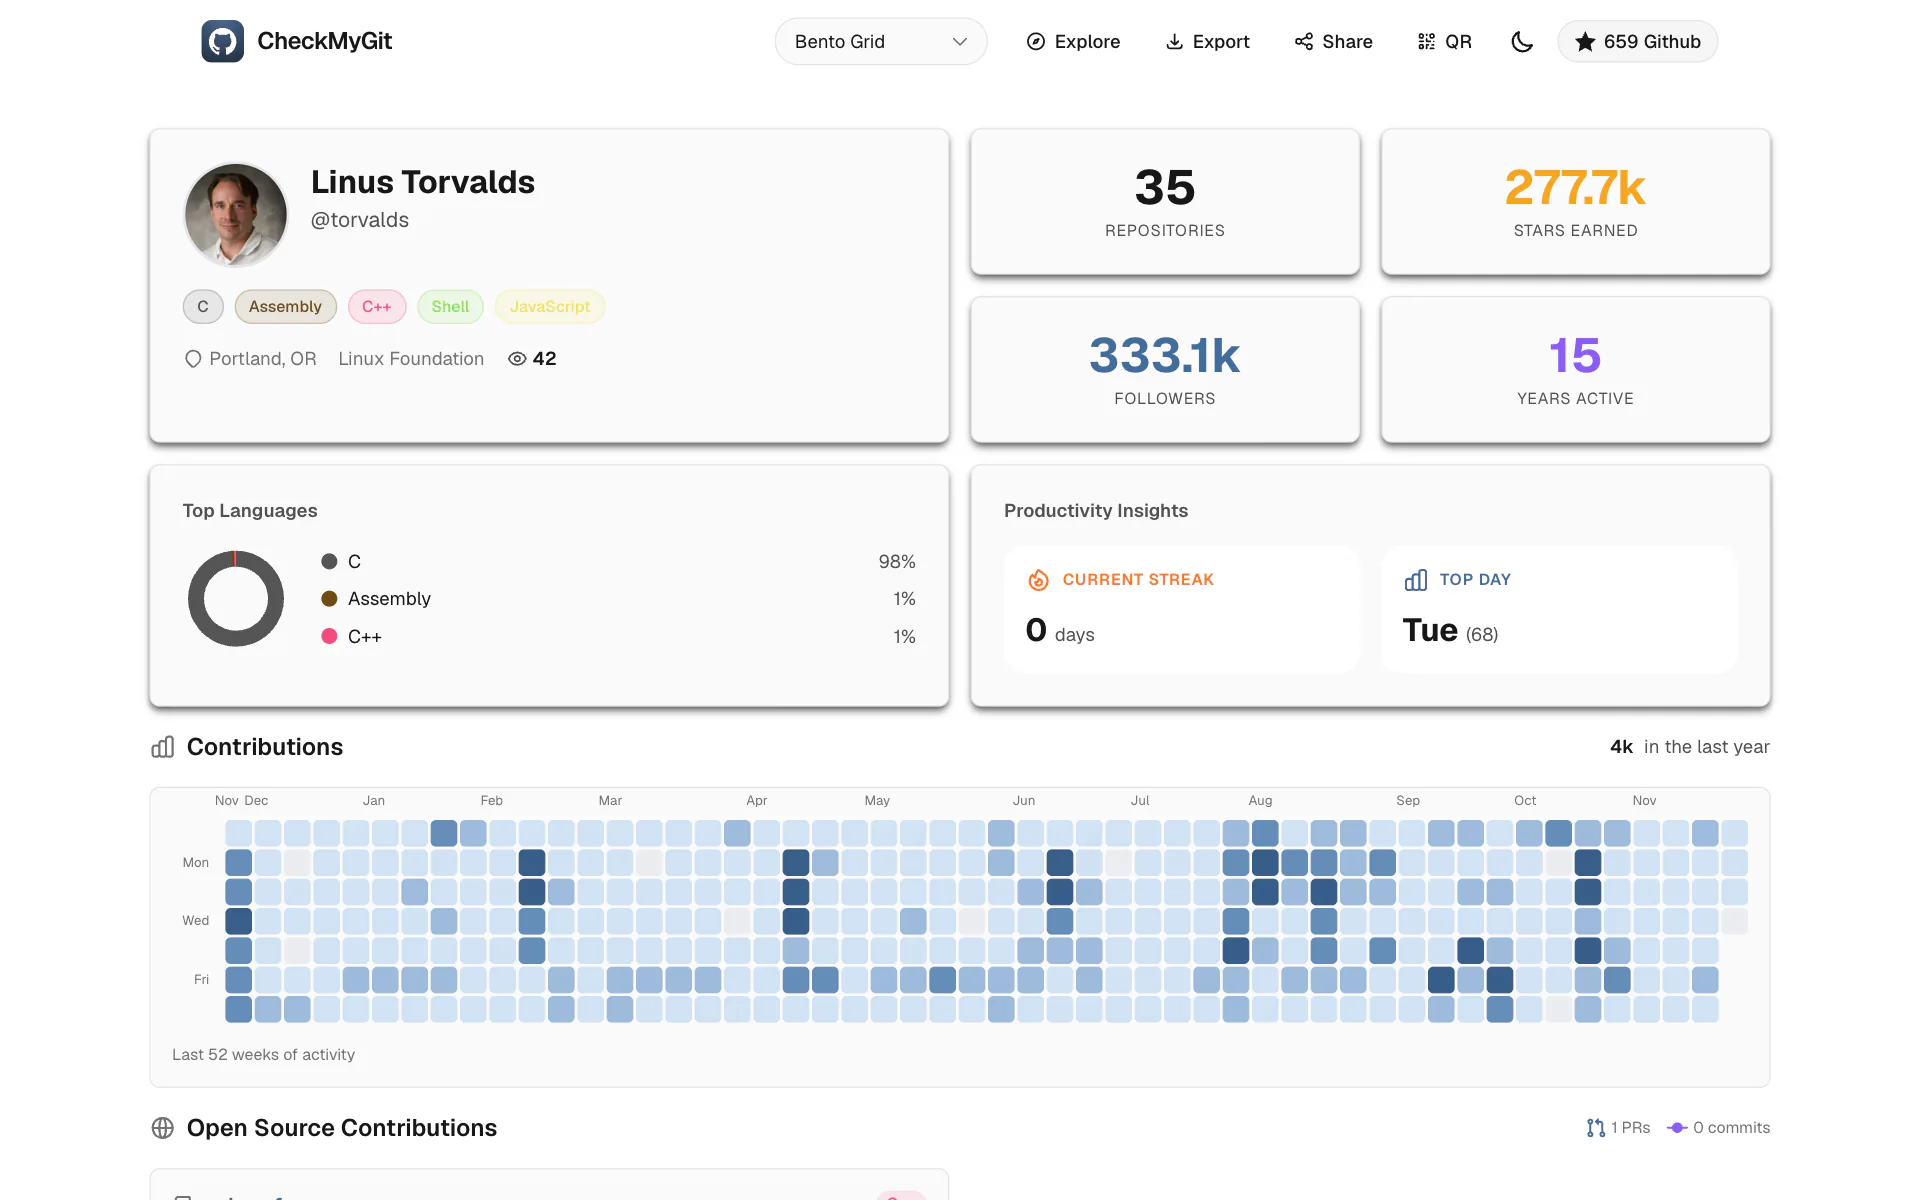 CheckMyGit
Bento Grid
Explore
Export
Share
QR
659 Github
Linus Torvalds
@torvalds
C
Assembly
C++
Shell
JavaScript
Portland, OR
Linux Foundation
42
35
REPOSITORIES
277.7k
STARS EARNED
333.1k
FOLLOWERS
15
YEARS ACTIVE
Top Languages
C 98%
Assembly 1%
C++ 1%
Productivity Insights
CURRENT STREAK
0 days
TOP DAY
Tue (68)
Contributions
4k in the last year
Nov Dec Jan Feb Mar Apr May Jun Jul Aug Sep Oct Nov
Mon
Wed
Fri
Last 52 weeks of activity
Open Source Contributions
1 PRs
0 commits